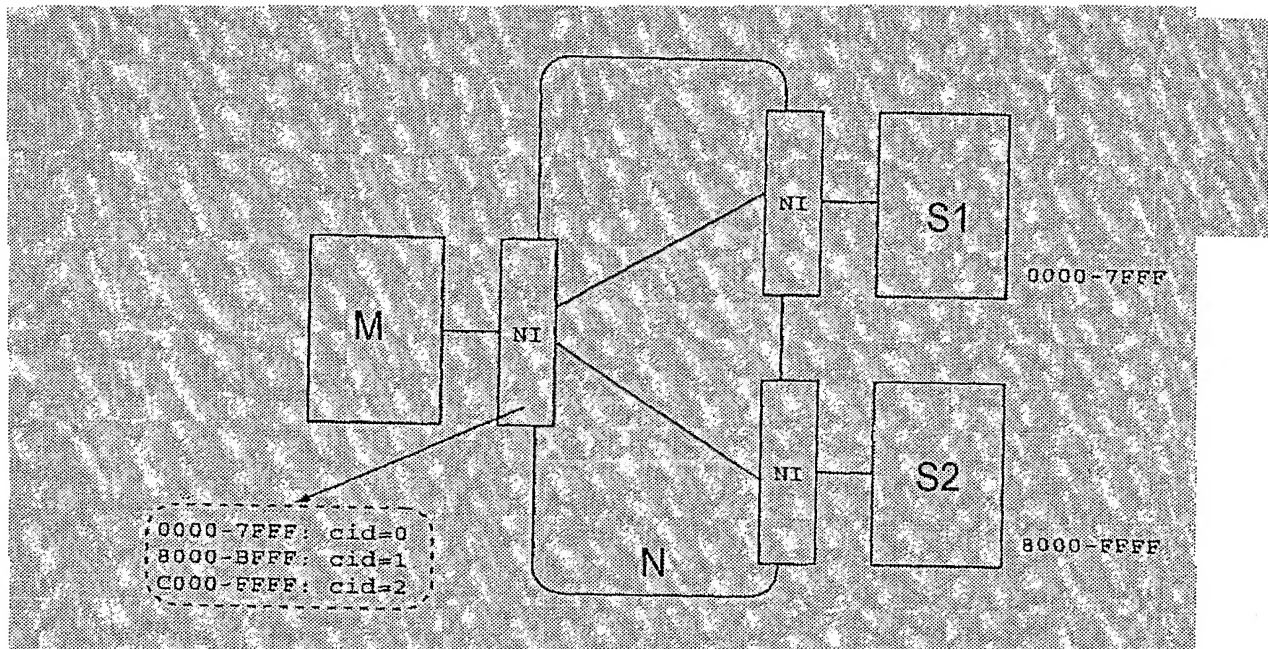 NI
S1
0000-7FFF
M
NI
NI
S2
8000-FFFF
N
0000-7FFF: cid=0
8000-BFFF: cid=1
C000-FFFF: cid=2